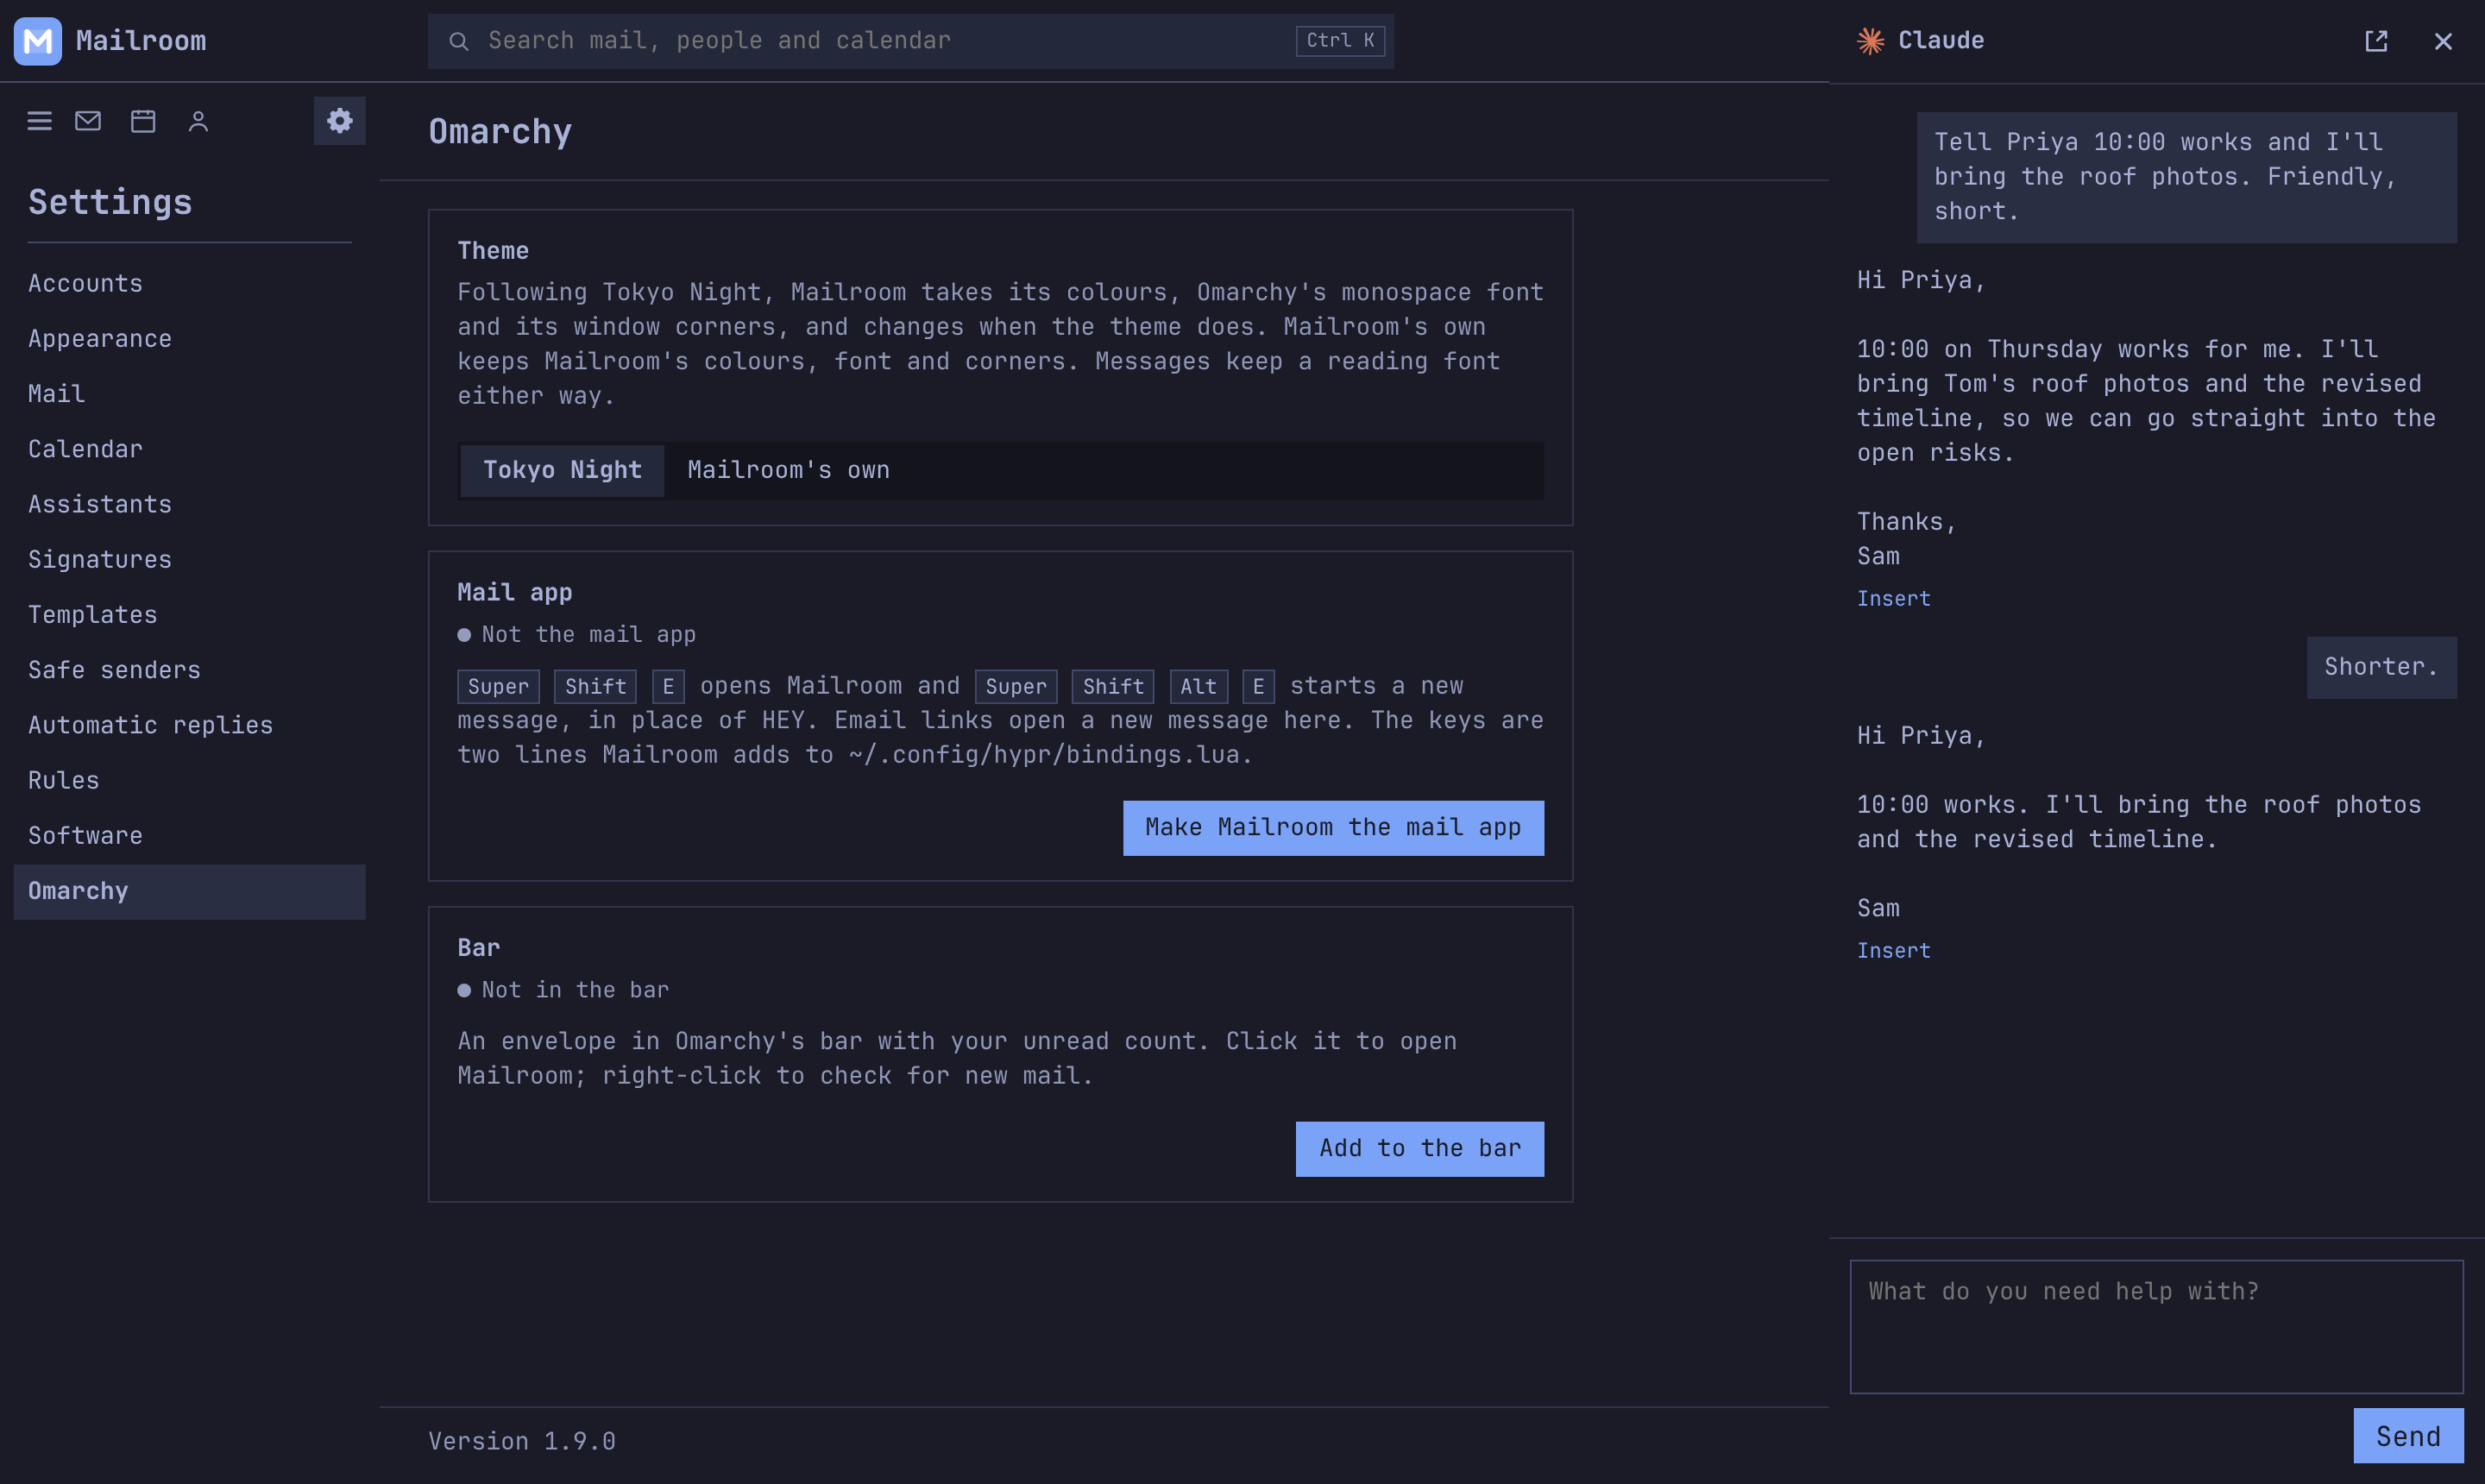 Mailroom
Search mail, people and calendar
Ctrl K
Settings
Accounts
Appearance
Mail
Calendar
Assistants
Signatures
Templates
Safe senders
Automatic replies
Rules
Software
Omarchy
Omarchy
Theme
Following Tokyo Night, Mailroom takes its colours, Omarchy's monospace font
and its window corners, and changes when the theme does. Mailroom's own
keeps Mailroom's colours, font and corners. Messages keep a reading font
either way.
Tokyo Night
Mailroom's own
Mail app
Not the mail app
Super Shift E opens Mailroom and Super Shift Alt E starts a new
message, in place of HEY. Email links open a new message here. The keys are
two lines Mailroom adds to ~/.config/hypr/bindings.lua.
Make Mailroom the mail app
Bar
Not in the bar
An envelope in Omarchy's bar with your unread count. Click it to open
Mailroom; right-click to check for new mail.
Add to the bar
Version 1.9.0
Claude
Tell Priya 10:00 works and I'll
bring the roof photos. Friendly,
short.
Hi Priya,
10:00 on Thursday works for me. I'll
bring Tom's roof photos and the revised
timeline, so we can go straight into the
open risks.
Thanks,
Sam
Insert
Shorter.
Hi Priya,
10:00 works. I'll bring the roof photos
and the revised timeline.
Sam
Insert
What do you need help with?
Send